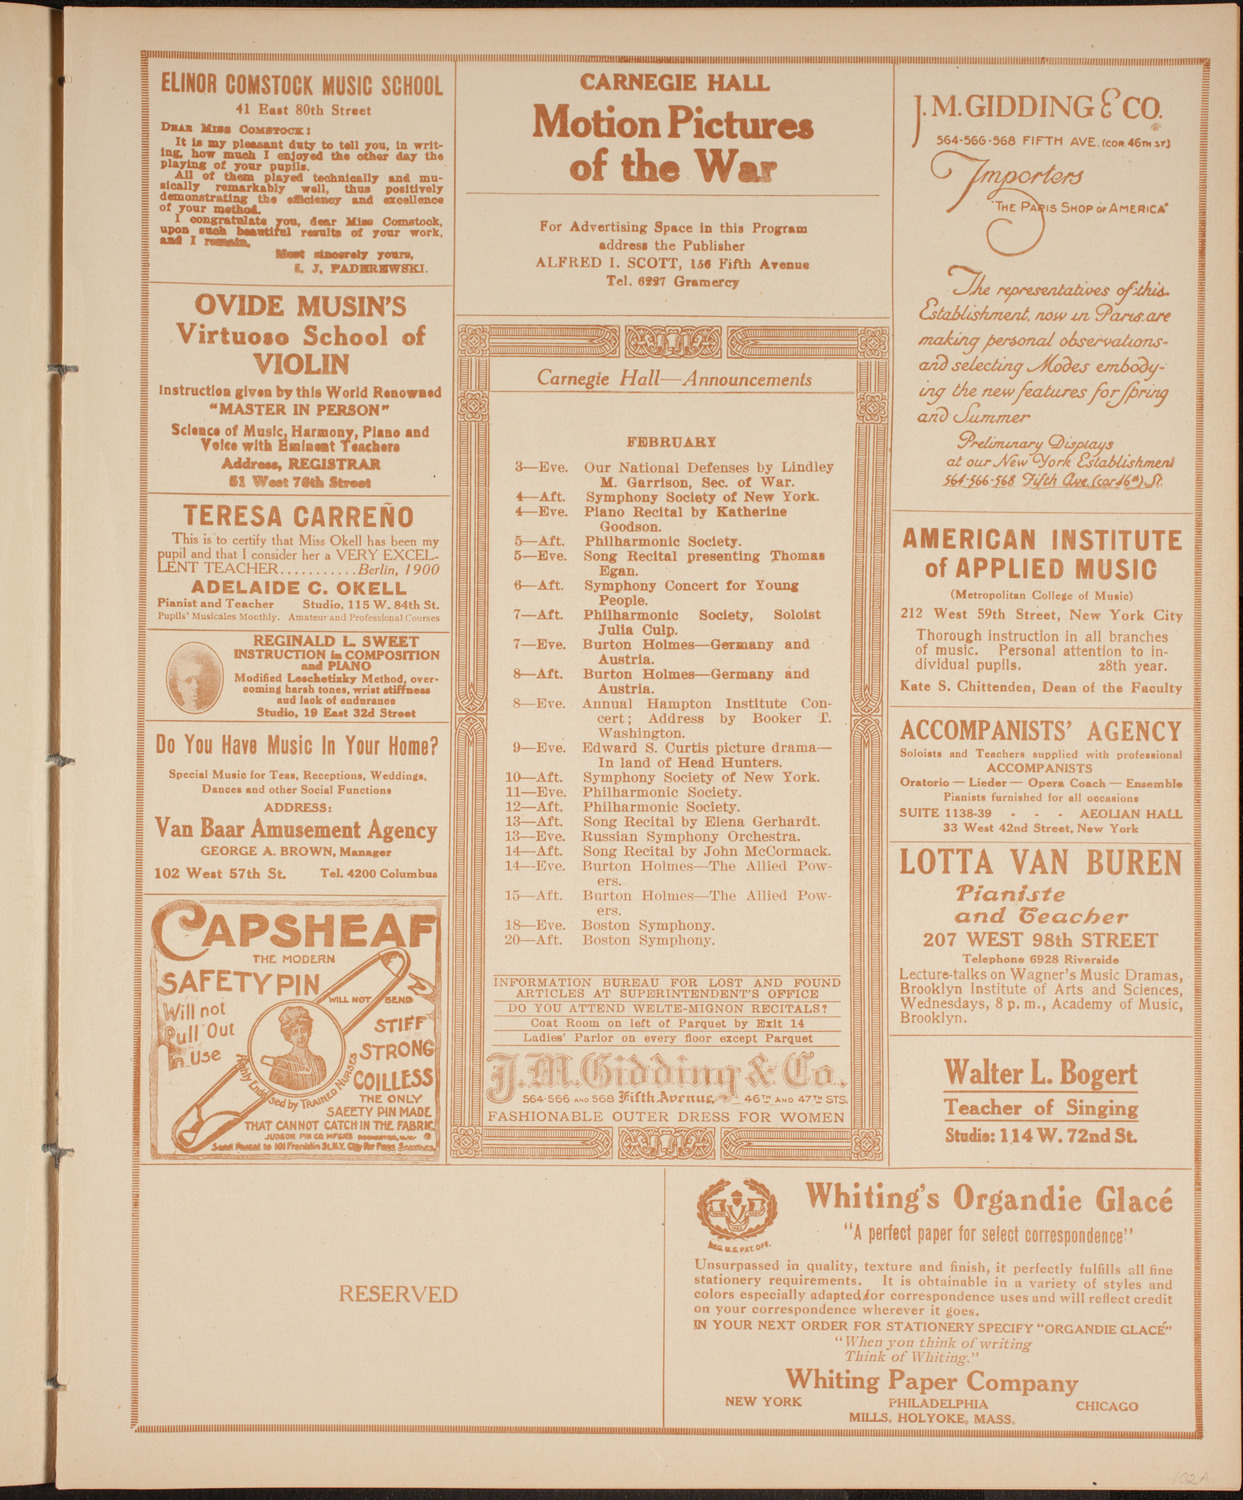 ELINOR COMSTOCK MUSIC SCHOOL
41 East 80th Street
DEAR MISS COMSTOCK:
It is my pleasant duty to tell you, in writ-
ing, how much I enjoyed the other day the
playing of your pupils.
All of them played technically and mu-
sically remarkably well, thus positively
demonstrating the efficiency and excellence
of your method.
I congratulate you, dear Miss Comstock,
upon such beautiful results of your work,
and I remain,
Most sincerely yours,
I. J. PADEREWSKI.
OVIDE MUSIN'S
Virtuoso School of
VIOLIN
Instruction given by this World Renowned
"MASTER IN PERSON"
Science of Music, Harmony, Piano and
Voice with Eminent Teachers
Address, REGISTRAR
51 West 76th Street
TERESA CARREÑO
This is to certify that Miss Okell has been my
pupil and that I consider her a VERY EXCEL-
LENT TEACHER...........Berlin, 1900
ADELAIDE C. OKELL
Pianist and Teacher Studio, 115 W. 84th St.
Pupils' Musicales Monthly. Amateur and Professional Courses
REGINALD L. SWEET
INSTRUCTION in COMPOSITION
and PIANO
Modified Leschetizky Method, over-
coming harsh tones, wrist stiffness
and lack of endurance
Studio, 19 East 32d Street
Do You Have Music In Your Home?
Special Music for Teas, Receptions, Weddings,
Dances and other Social Functions
ADDRESS:
Van Baar Amusement Agency
GEORGE A. BROWN, Manager
102 West 57th St. Tel. 4200 Columbus
CAPSHEAF
THE MODERN
SAFETY PIN
WILL NOT BEND
Will not
Pull Out
in Use
STIFF
STRONG
COILLESS
Highly Endorsed by TRAINED NURSES
THE ONLY
SAFETY PIN MADE
THAT CANNOT CATCH IN THE FABRIC
JUDSON PIN CO. MFGRS ROCHESTER, N.Y.
Send Postal to 101 Franklin St. N.Y. City For Free Samples
CARNEGIE HALL
Motion Pictures
of the War
For Advertising Space in this Program
address the Publisher
ALFRED I. SCOTT, 156 Fifth Avenue
Tel. 6227 Gramercy
Carnegie Hall—Announcements
FEBRUARY
3—Eve. Our National Defenses by Lindley
M. Garrison, Sec. of War.
4—Aft. Symphony Society of New York.
4—Eve. Piano Recital by Katherine
Goodson.
5—Aft. Philharmonic Society.
5—Eve. Song Recital presenting Thomas
Egan.
6—Aft. Symphony Concert for Young
People.
7—Aft. Philharmonic Society, Soloist
Julia Culp.
7—Eve. Burton Holmes—Germany and
Austria.
8—Aft. Burton Holmes—Germany and
Austria.
8—Eve. Annual Hampton Institute Con-
cert; Address by Booker T.
Washington.
9—Eve. Edward S. Curtis picture drama—
In land of Head Hunters.
10—Aft. Symphony Society of New York.
11—Eve. Philharmonic Society.
12—Aft. Philharmonic Society.
13—Aft. Song Recital by Elena Gerhardt.
13—Eve. Russian Symphony Orchestra.
14—Aft. Song Recital by John McCormack.
14—Eve. Burton Holmes—The Allied Pow-
ers.
15—Aft. Burton Holmes—The Allied Pow-
ers.
18—Eve. Boston Symphony.
20—Aft. Boston Symphony.
INFORMATION BUREAU FOR LOST AND FOUND
ARTICLES AT SUPERINTENDENT'S OFFICE
DO YOU ATTEND WELTE-MIGNON RECITALS?
Coat Room on left of Parquet by Exit 14
Ladies' Parlor on every floor except Parquet
J.M. Gidding & Co.
564-566 AND 568 Fifth Avenue, 46TH AND 47TH STS.
FASHIONABLE OUTER DRESS FOR WOMEN
J. M. GIDDING & CO.
564-566-568 FIFTH AVE. (COR. 46TH ST.)
Importers
"THE PARIS SHOP OF AMERICA"
The representatives of this
Establishment, now in Paris, are
making personal observations-
and selecting Modes embody-
ing the new features for Spring
and Summer
Preliminary Displays
at our New York Establishment
564-566-568 Fifth Ave. (cor 46th) St.
AMERICAN INSTITUTE
of APPLIED MUSIC
(Metropolitan College of Music)
212 West 59th Street, New York City
Thorough instruction in all branches
of music. Personal attention to in-
dividual pupils. 28th year.
Kate S. Chittenden, Dean of the Faculty
ACCOMPANISTS' AGENCY
Soloists and Teachers supplied with professional
ACCOMPANISTS
Oratorio — Lieder — Opera Coach — Ensemble
Pianists furnished for all occasions
SUITE 1138-39 - - - AEOLIAN HALL
33 West 42nd Street, New York
LOTTA VAN BUREN
Pianiste
and Teacher
207 WEST 98th STREET
Telephone 6928 Riverside
Lecture-talks on Wagner's Music Dramas,
Brooklyn Institute of Arts and Sciences,
Wednesdays, 8 p. m., Academy of Music,
Brooklyn.
Walter L. Bogert
Teacher of Singing
Studio: 114 W. 72nd St.
RESERVED
REG. U.S. PAT. OFF.
Whiting's Organdie Glacé
"A perfect paper for select correspondence"
Unsurpassed in quality, texture and finish, it perfectly fulfills all fine
stationery requirements. It is obtainable in a variety of styles and
colors especially adapted for correspondence uses and will reflect credit
on your correspondence wherever it goes.
IN YOUR NEXT ORDER FOR STATIONERY SPECIFY "ORGANDIE GLACÉ"
"When you think of writing
Think of Whiting."
Whiting Paper Company
NEW YORK PHILADELPHIA CHICAGO
MILLS, HOLYOKE, MASS.